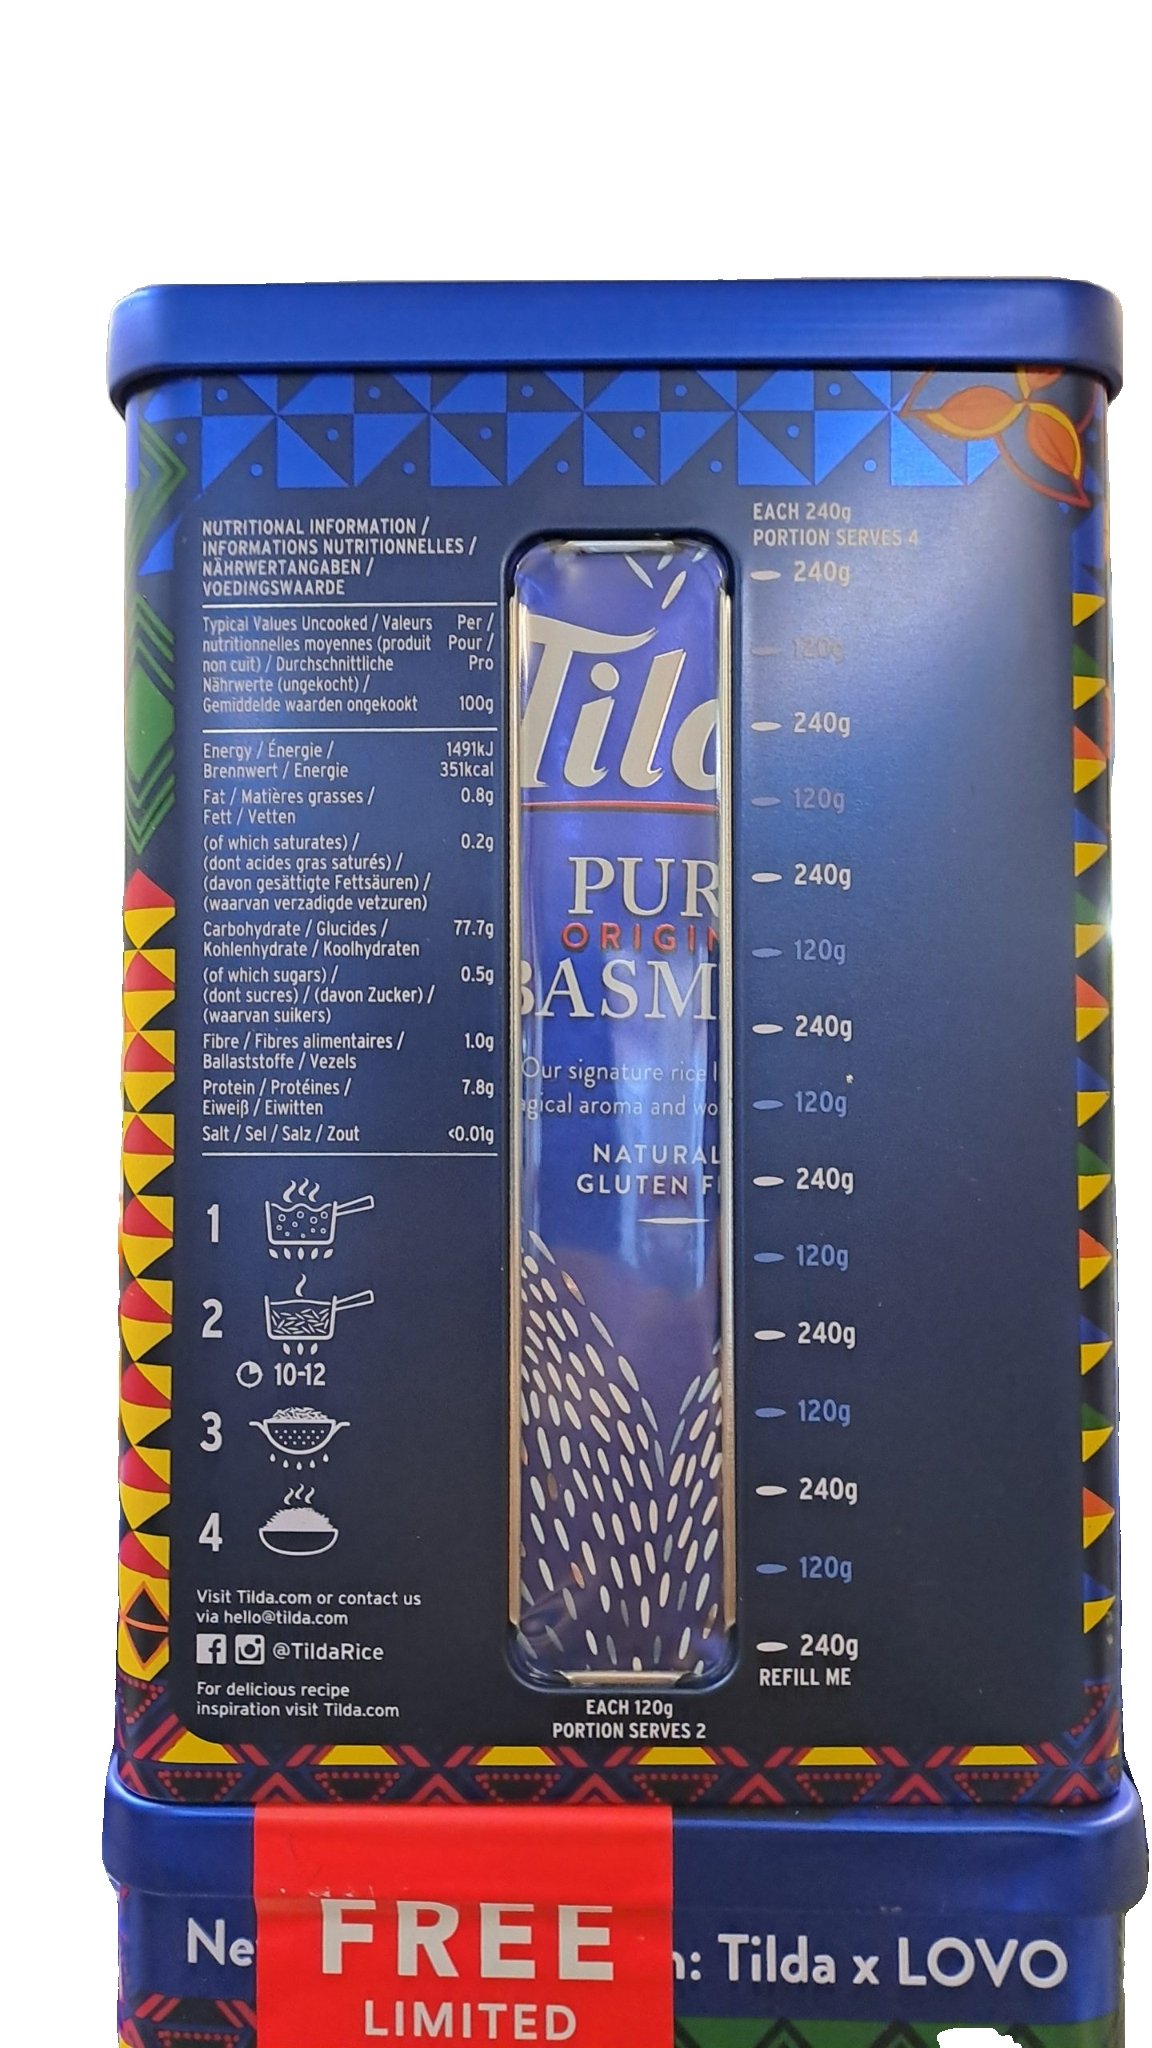 NUTRITIONAL INFORMATION /
INFORMATIONS NUTRITIONNELLES /
NÄHRWERTANGABEN /
VOEDINGSWAARDE
Typical Values Uncooked / Valeurs Per /
nutritionnelles moyennes (produit Pour /
non cuit) / Durchschnittliche Pro
Nährwerte (ungekocht) /
Gemiddelde waarden ongekookt 100g
Energy / Énergie / 1491kJ
Brennwert / Energie 351kcal
Fat / Matières grasses / 0.8g
Fett / Vetten
(of which saturates) / 0.2g
(dont acides gras saturés) /
(davon gesättigte Fettsäuren) /
(waarvan verzadigde vetzuren)
Carbohydrate / Glucides / 77.7g
Kohlenhydrate / Koolhydraten
(of which sugars) / 0.5g
(dont sucres) / (davon Zucker) /
(waarvan suikers)
Fibre / Fibres alimentaires / 1.0g
Ballaststoffe / Vezels
Protein / Protéines / 7.8g
Eiweiß / Eiwitten
Salt / Sel / Salz / Zout <0.01g
1
2
10-12
3
4
Visit Tilda.com or contact us
via hello@tilda.com
@TildaRice
For delicious recipe
inspiration visit Tilda.com
Tild
PUR
ORIGIN
BASM
Our signature rice
agical aroma and wo
NATURAL
GLUTEN F
EACH 120g
PORTION SERVES 2
EACH 240g
PORTION SERVES 4
240g
120g
240g
120g
240g
120g
240g
120g
240g
120g
240g
120g
240g
120g
240g
REFILL ME
Ne
FREE
LIMITED
n: Tilda x LOVO